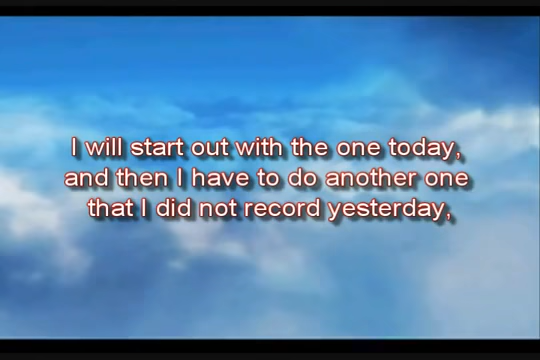 I will start out with the one today,
and then I have to do another one
that I did not record yesterday,